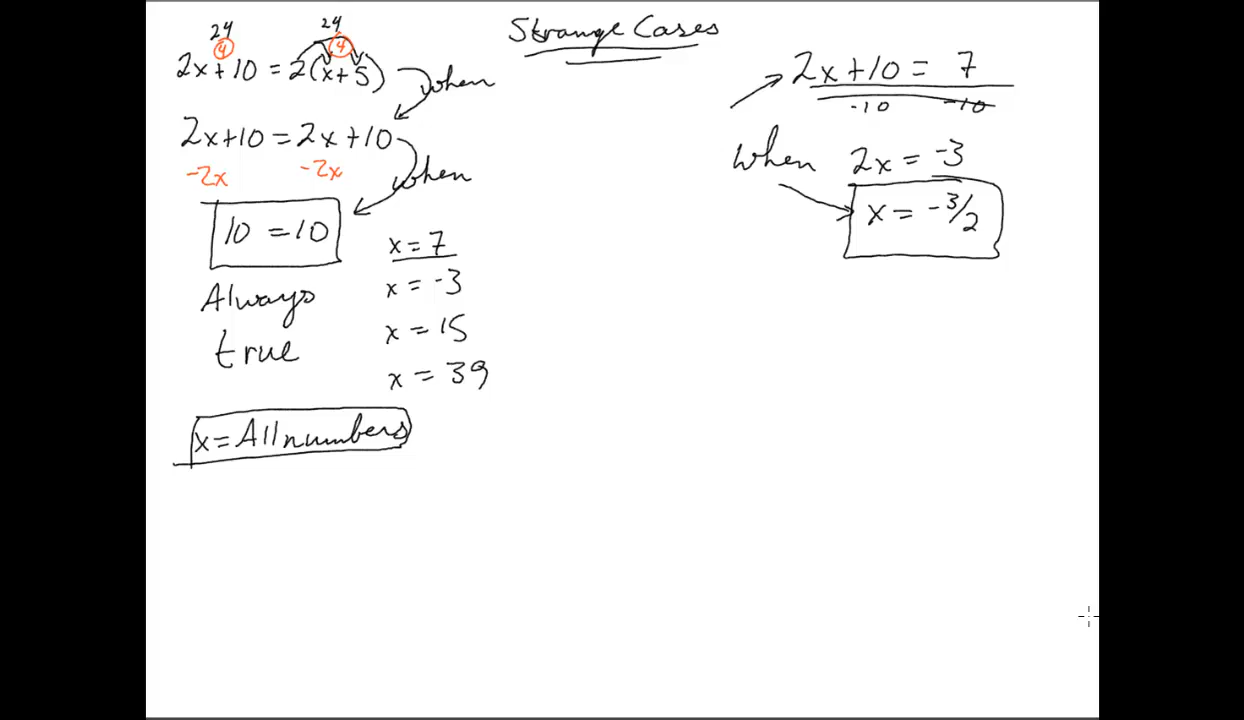 Strange Cases
24 24
4 4
2x+10 = 2(x+5) when
2x+10 = 2x+10
-2x -2x when
10 = 10
Always
true
x = 7
x = -3
x = 15
x = 39
x = All numbers
2x+10 = 7
-10 -10
when 2x = -3
x = -3/2